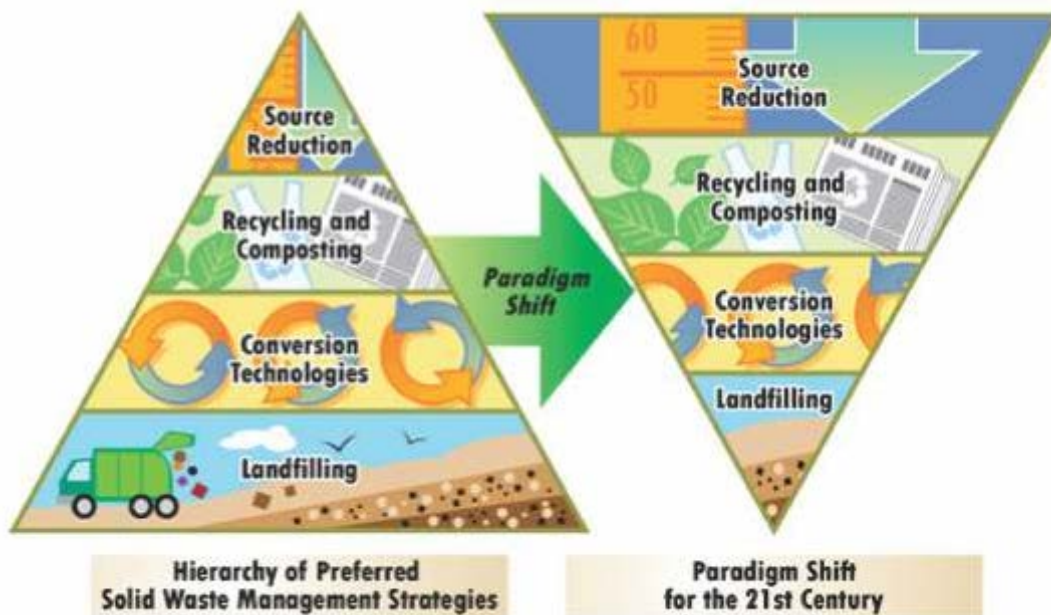 Source
Reduction
Recycling and
Composting
Conversion
Technologies
Landfilling
Paradigm
Shift
60
50
Source
Reduction
Recycling and
Composting
Conversion
Technologies
Landfilling
Hierarchy of Preferred
Solid Waste Management Strategies
Paradigm Shift
for the 21st Century